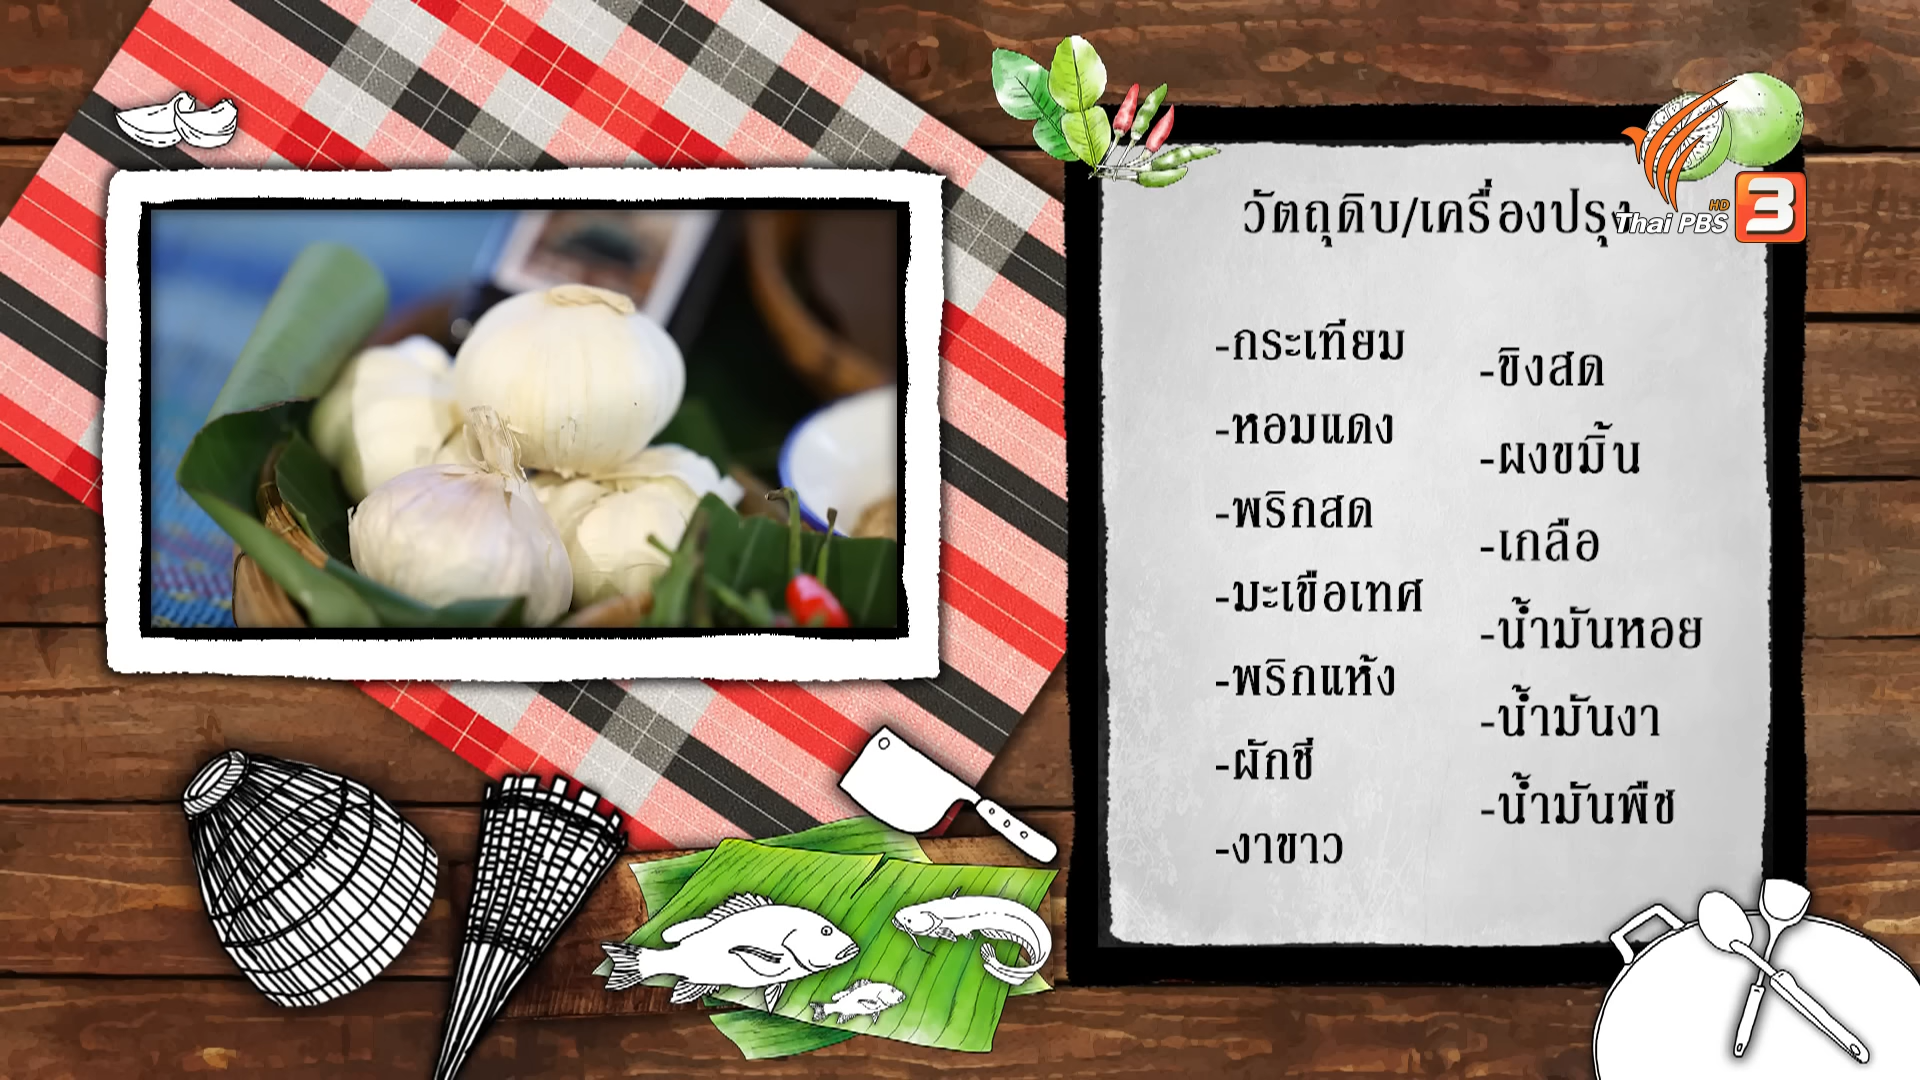 วัตถุดิบ/เครื่องปรุง
Thai PBS HD 3
-กระเทียม
-หอมแดง
-พริกสด
-มะเขือเทศ
-พริกแห้ง
-ผักชี
-งาขาว
-ขิงสด
-ผงขมิ้น
-เกลือ
-น้ำมันหอย
-น้ำมันงา
-น้ำมันพืช